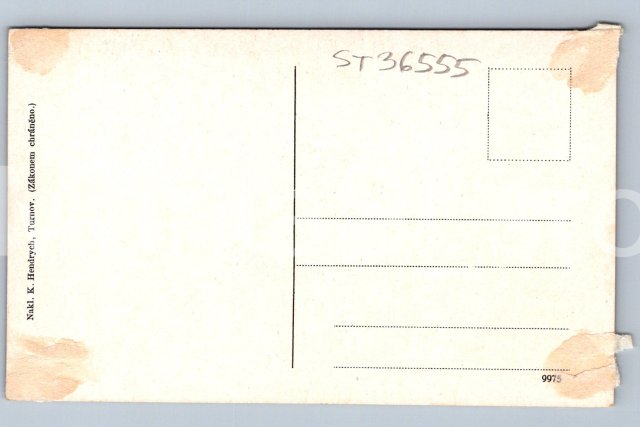 ST36555
Nakl. K. Hendrych, Turnov. (Zákonem chráněno.)
9975